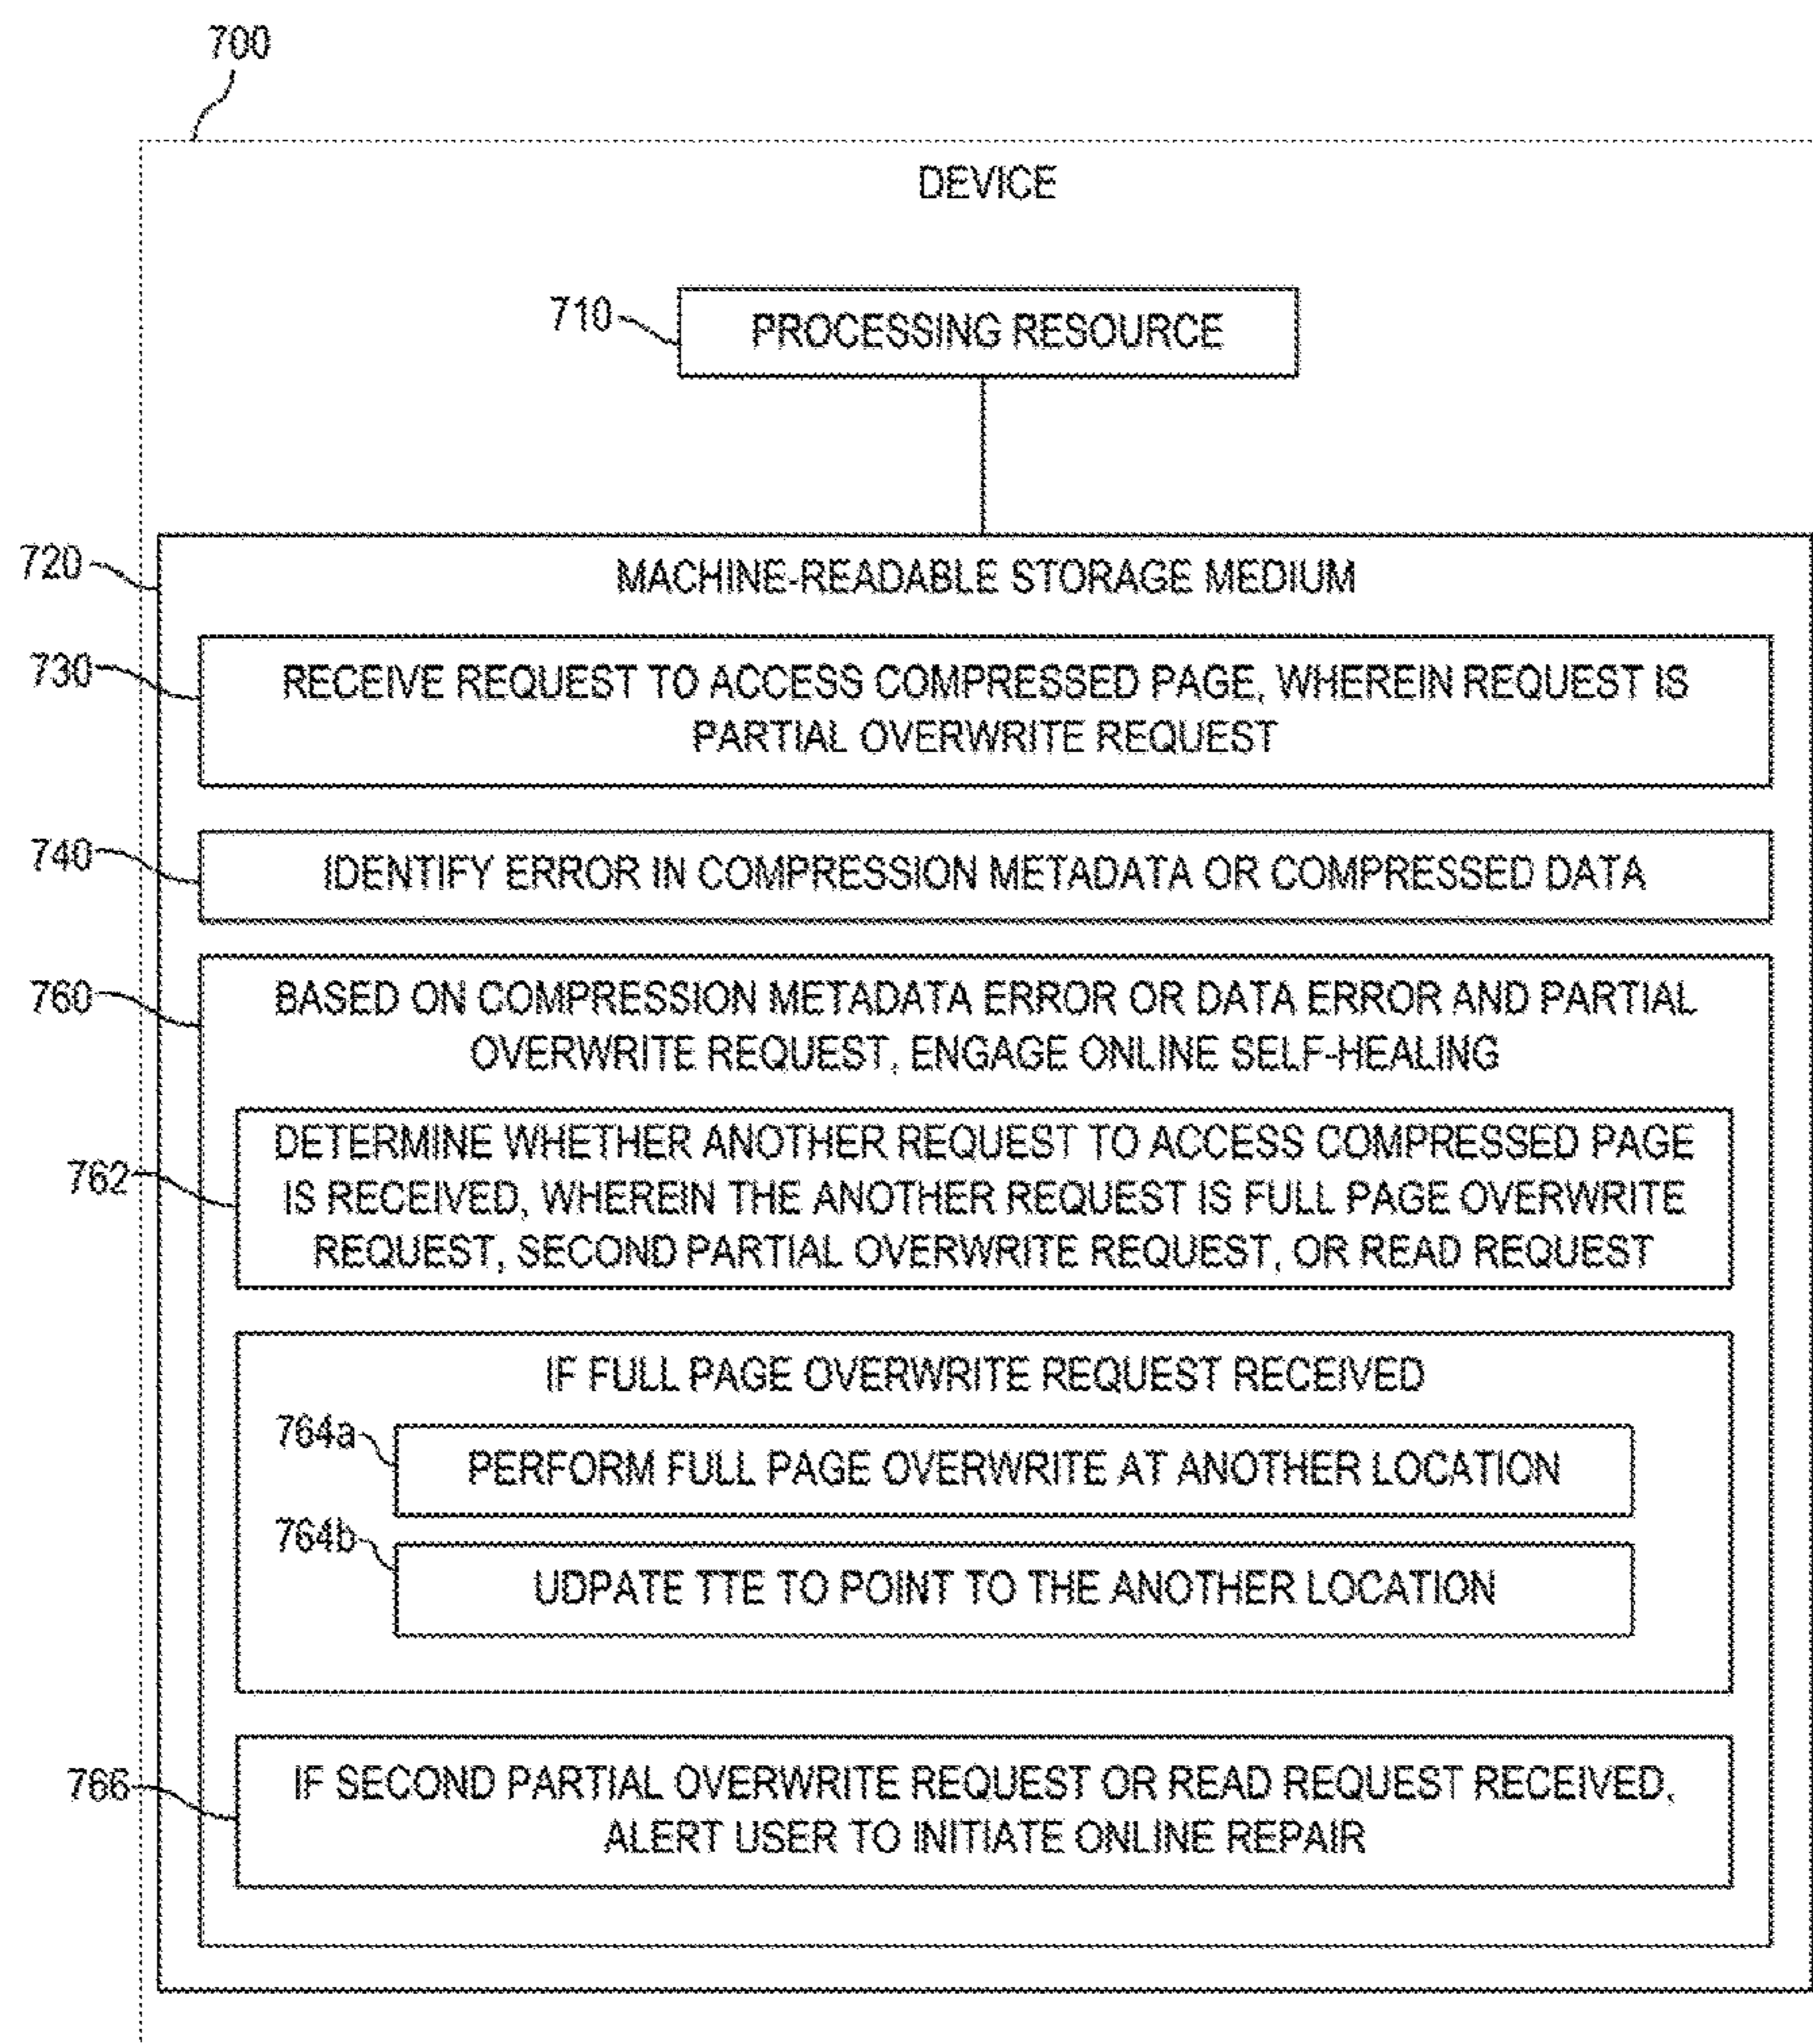 700
DEVICE
710
PROCESSING RESOURCE
720
MACHINE-READABLE STORAGE MEDIUM
730
RECEIVE REQUEST TO ACCESS COMPRESSED PAGE, WHEREIN REQUEST IS
PARTIAL OVERWRITE REQUEST
740
IDENTIFY ERROR IN COMPRESSION METADATA OR COMPRESSED DATA
760
BASED ON COMPRESSION METADATA ERROR OR DATA ERROR AND PARTIAL
OVERWRITE REQUEST, ENGAGE ONLINE SELF-HEALING
762
DETERMINE WHETHER ANOTHER REQUEST TO ACCESS COMPRESSED PAGE
IS RECEIVED, WHEREIN THE ANOTHER REQUEST IS FULL PAGE OVERWRITE
REQUEST, SECOND PARTIAL OVERWRITE REQUEST, OR READ REQUEST
IF FULL PAGE OVERWRITE REQUEST RECEIVED
764a
PERFORM FULL PAGE OVERWRITE AT ANOTHER LOCATION
764b
UDPATE TTE TO POINT TO THE ANOTHER LOCATION
766
IF SECOND PARTIAL OVERWRITE REQUEST OR READ REQUEST RECEIVED,
ALERT USER TO INITIATE ONLINE REPAIR